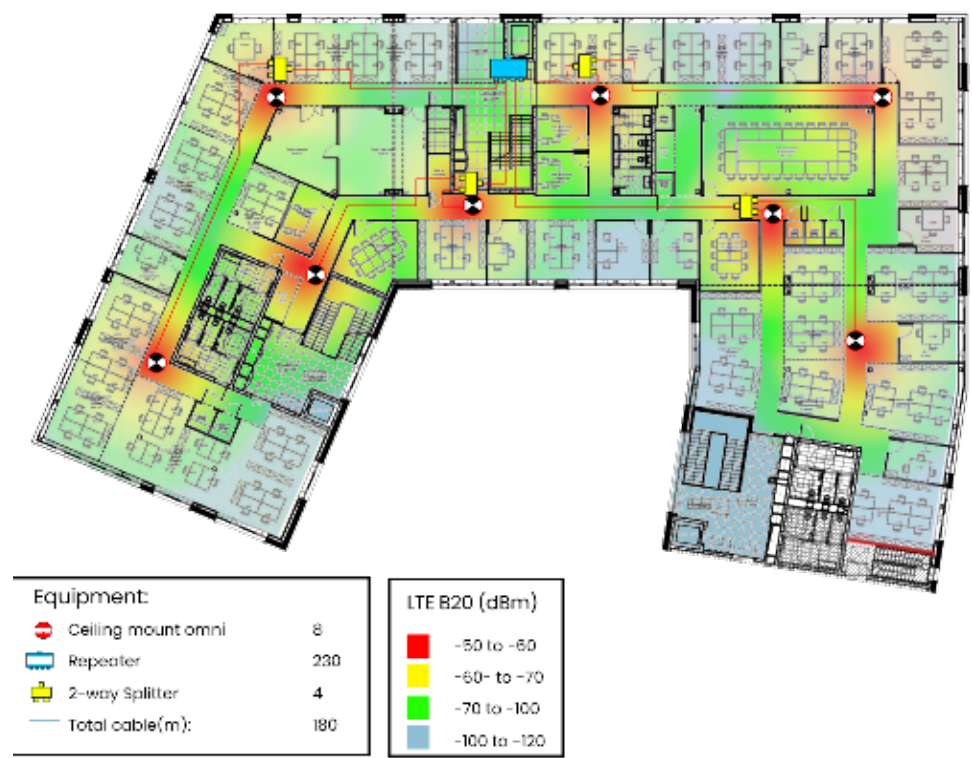 Equipment:
Ceiling mount omni 8
Repeater 230
2-way Splitter 4
Total cable(m): 180
LTE B20 (dBm)
-50 to -60
-60- to -70
-70 to -100
-100 to -120